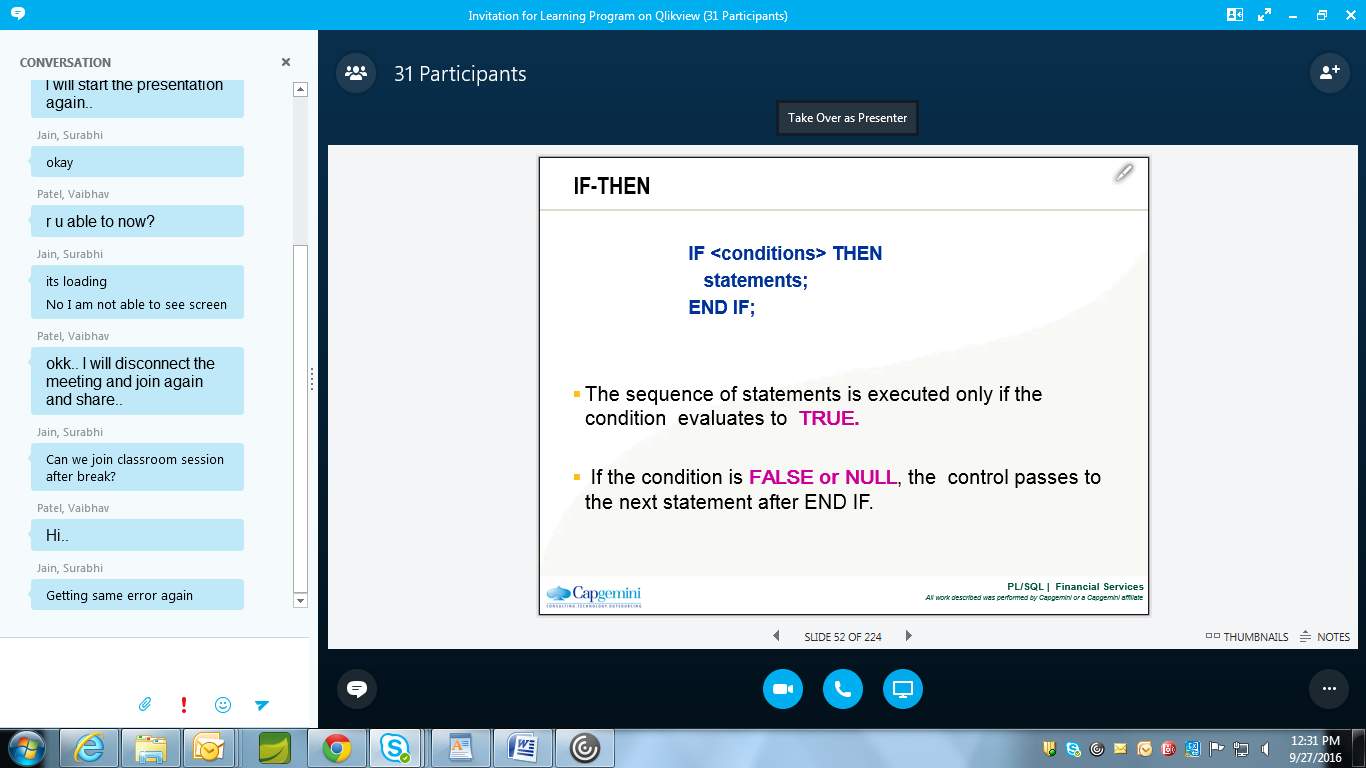 Invitation for Learning Program on Qlikview (31 Participants)
CONVERSATION
I will start the presentation
again..
Jain, Surabhi
okay
Patel, Vaibhav
r u able to now?
Jain, Surabhi
its loading
No I am not able to see screen
Patel, Vaibhav
okk.. I will disconnect the
meeting and join again
and share..
Jain, Surabhi
Can we join classroom session
after break?
Patel, Vaibhav
Hi..
Jain, Surabhi
Getting same error again
31 Participants
Take Over as Presenter
IF-THEN
IF <conditions> THEN
statements;
END IF;
The sequence of statements is executed only if the
condition evaluates to TRUE.
If the condition is FALSE or NULL, the control passes to
the next statement after END IF.
Capgemini
CONSULTING.TECHNOLOGY.OUTSOURCING
PL/SQL | Financial Services
All work described was performed by Capgemini or a Capgemini affiliate
SLIDE 52 OF 224
THUMBNAILS
NOTES
12:31 PM
9/27/2016